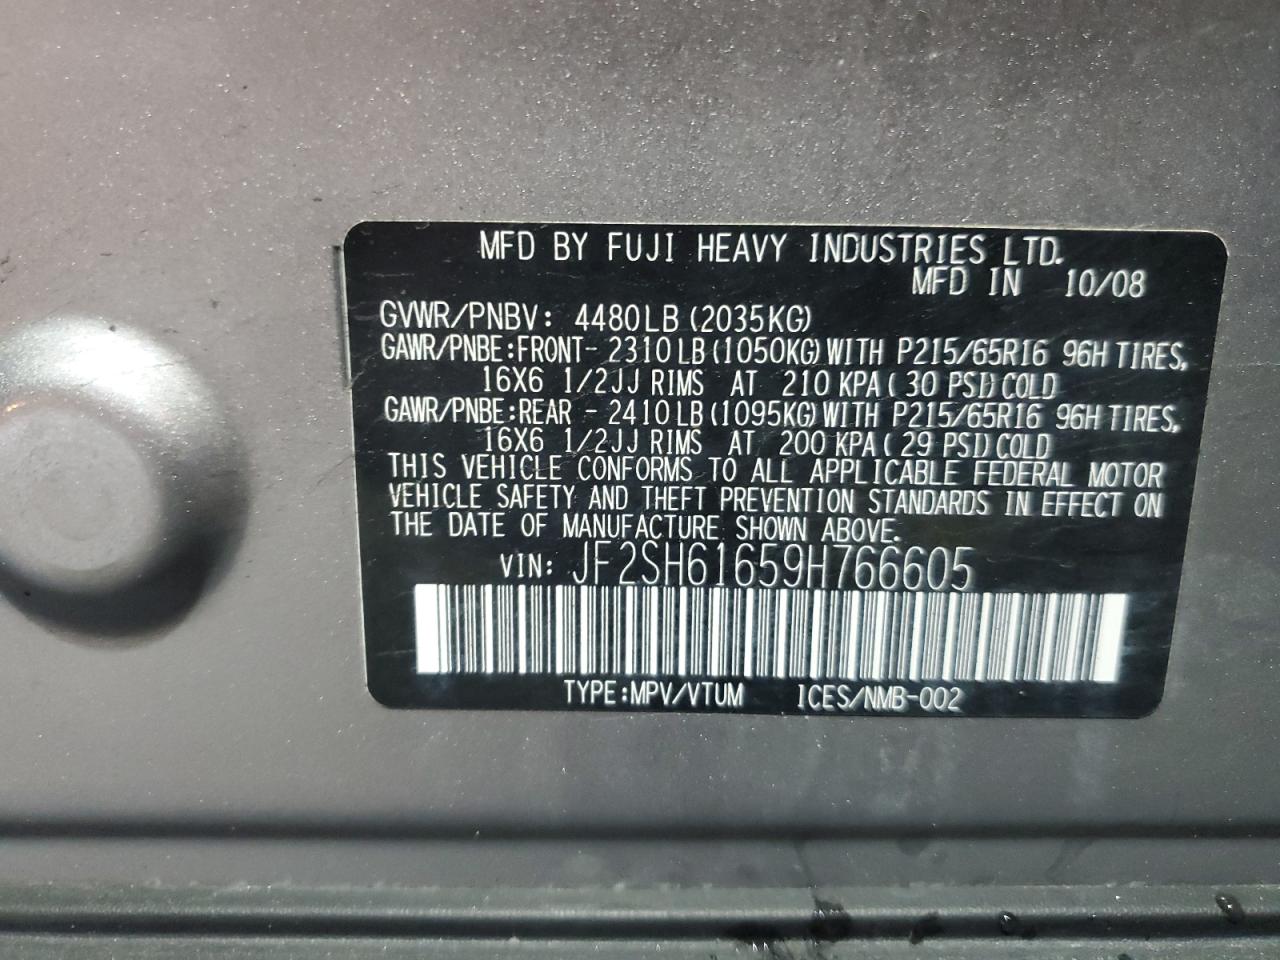 MFD BY FUJI HEAVY INDUSTRIES LTD.
MFD IN 10/08
GVWR/PNBV: 4480LB (2035KG)
GAWR/PNBE:FRONT- 2310LB (1050KG) WITH P215/65R16 96H TIRES,
16X6 1/2JJ RIMS AT 210 KPA (30 PSI) COLD
GAWR/PNBE:REAR - 2410LB (1095KG) WITH P215/65R16 96H TIRES,
16X6 1/2JJ RIMS AT 200 KPA (29 PSI) COLD
THIS VEHICLE CONFORMS TO ALL APPLICABLE FEDERAL MOTOR
VEHICLE SAFETY AND THEFT PREVENTION STANDARDS IN EFFECT ON
THE DATE OF MANUFACTURE SHOWN ABOVE.
VIN: JF2SH61659H766605
TYPE:MPV/VTUM ICES/NMB-002